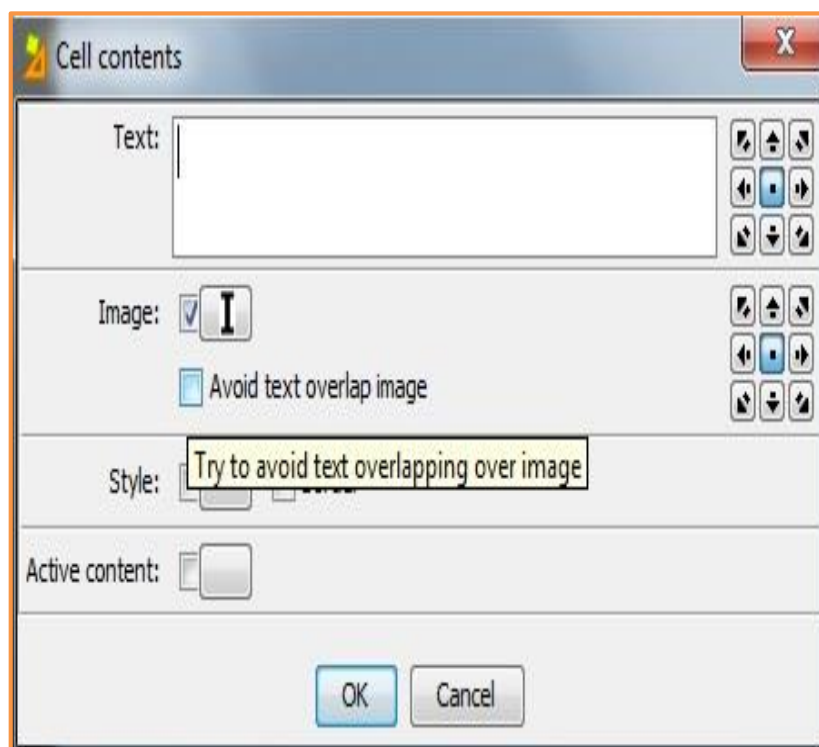 Cell contents
Text:
Image: I
Avoid text overlap image
Try to avoid text overlapping over image
Style:
Active content:
OK Cancel